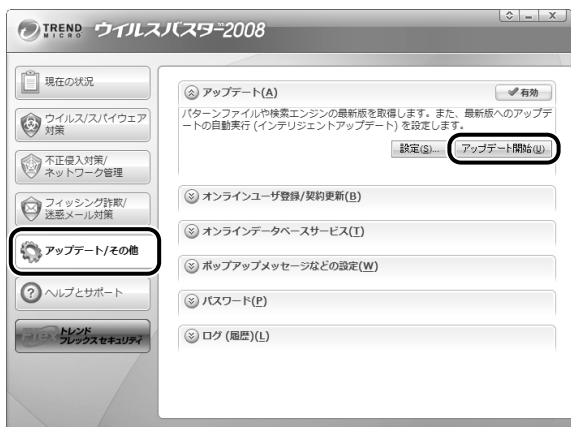 TREND MICRO ウイルスバスター™2008
現在の状況
ウイルス/スパイウェア
対策
不正侵入対策/
ネットワーク管理
フィッシング詐欺/
迷惑メール対策
アップデート/その他
ヘルプとサポート
Flex トレンド
フレックス セキュリティ
アップデート(A)
有効
パターンファイルや検索エンジンの最新版を取得します。また、最新版へのアップデ
ートの自動実行 (インテリジェントアップデート) を設定します。
設定(S)... アップデート開始(U)
オンラインユーザ登録/契約更新(B)
オンラインデータベースサービス(T)
ポップアップメッセージなどの設定(W)
パスワード(P)
ログ (履歴)(L)